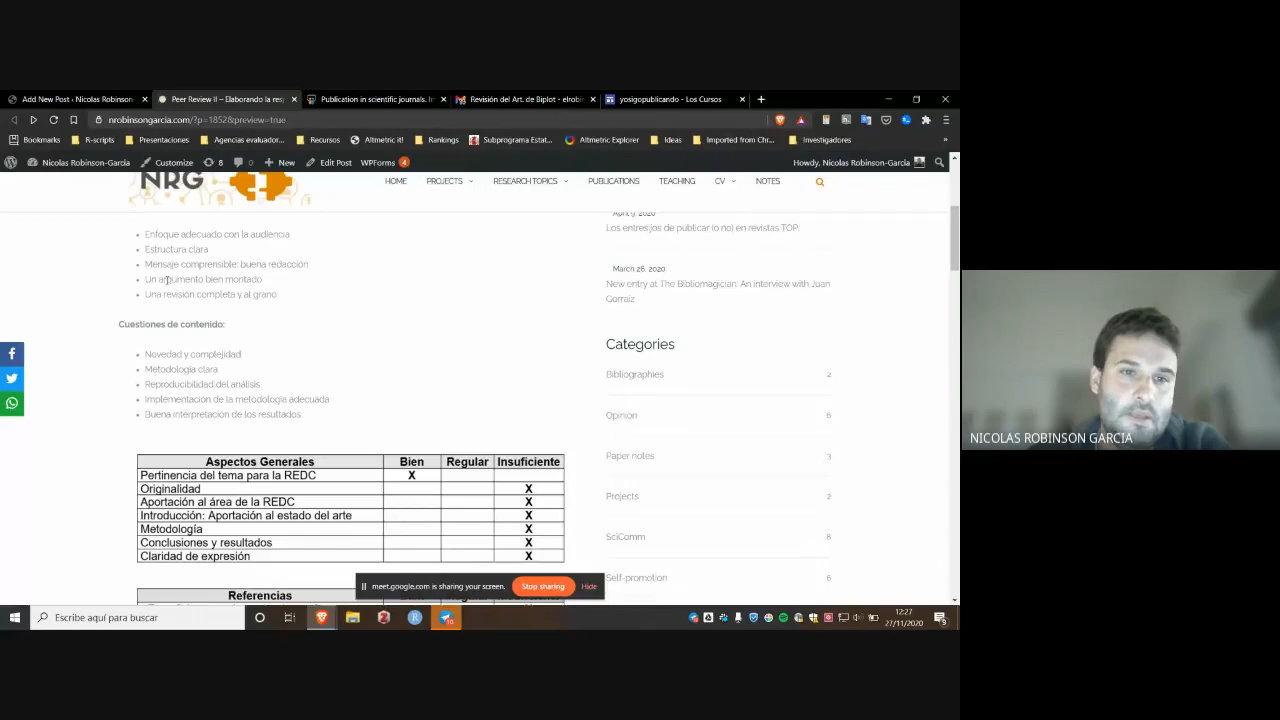 Add New Post ‹ Nicolas Robinson-
Peer Review II – Elaborando la res
Publication in scientific journals. In
Revisión del Art. de Biplot - elrobin
yosigopublicando - Los Cursos
nrobinsongarcia.com/?p=1852&preview=true
Bookmarks
R-scripts
Presentaciones
Agencias evaluador...
Recursos
Altmetric it!
Rankings
Subprograma Estat...
Altmetric Explorer
Ideas
Imported from Chr...
Investigadores
Nicolas Robinson-Garcia
Customize
8
0
New
Edit Post
WPForms 4
Howdy, Nicolas Robinson-Garcia
NRG
HOME
PROJECTS
RESEARCH TOPICS
PUBLICATIONS
TEACHING
CV
NOTES
Enfoque adecuado con la audiencia
Estructura clara
Mensaje comprensible: buena redacción
Un argumento bien montado
Una revisión completa y al grano
Cuestiones de contenido:
Novedad y complejidad
Metodología clara
Reproducibilidad del análisis
Implementación de la metodología adecuada
Buena interpretación de los resultados.
Aspectos Generales Bien Regular Insuficiente
Pertinencia del tema para la REDC X
Originalidad X
Aportación al área de la REDC X
Introducción: Aportación al estado del arte X
Metodología X
Conclusiones y resultados X
Claridad de expresión X
Referencias
April 9, 2020
Los entresijos de publicar (o no) en revistas TOP:
March 26, 2020
New entry at The Bibliomagician: An interview with Juan
Gorraiz
Categories
Bibliographies 2
Opinion 6
Paper notes 3
Projects 2
SciComm 8
Self-promotion 6
meet.google.com is sharing your screen.
Stop sharing
Hide
Escribe aquí para buscar
12:27
27/11/2020
NICOLAS ROBINSON GARCIA